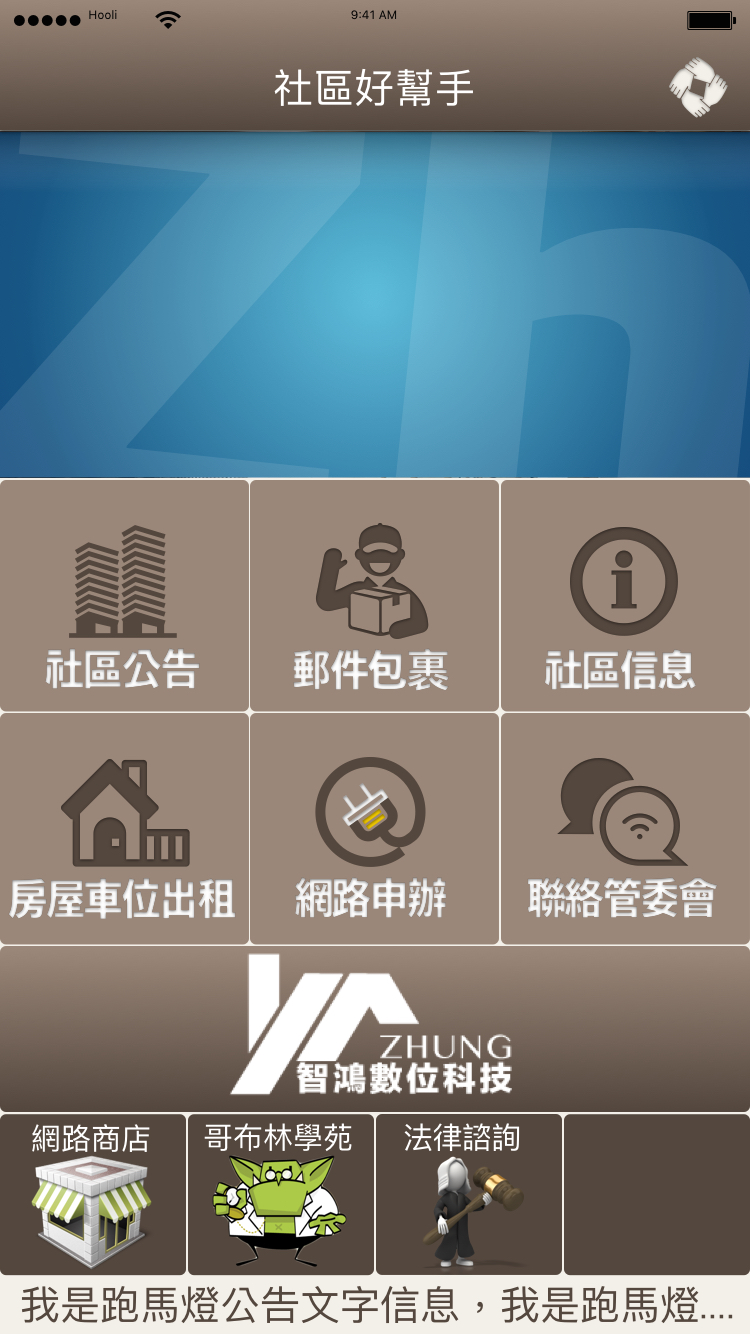 Hooli 9:41 AM
社區好幫手
zh
社區公告 郵件包裹 社區信息
房屋車位出租 網路申辦 聯絡管委會
ZHUNG
智鴻數位科技
網路商店 哥布林學苑 法律諮詢
我是跑馬燈公告文字信息，我是跑馬燈....